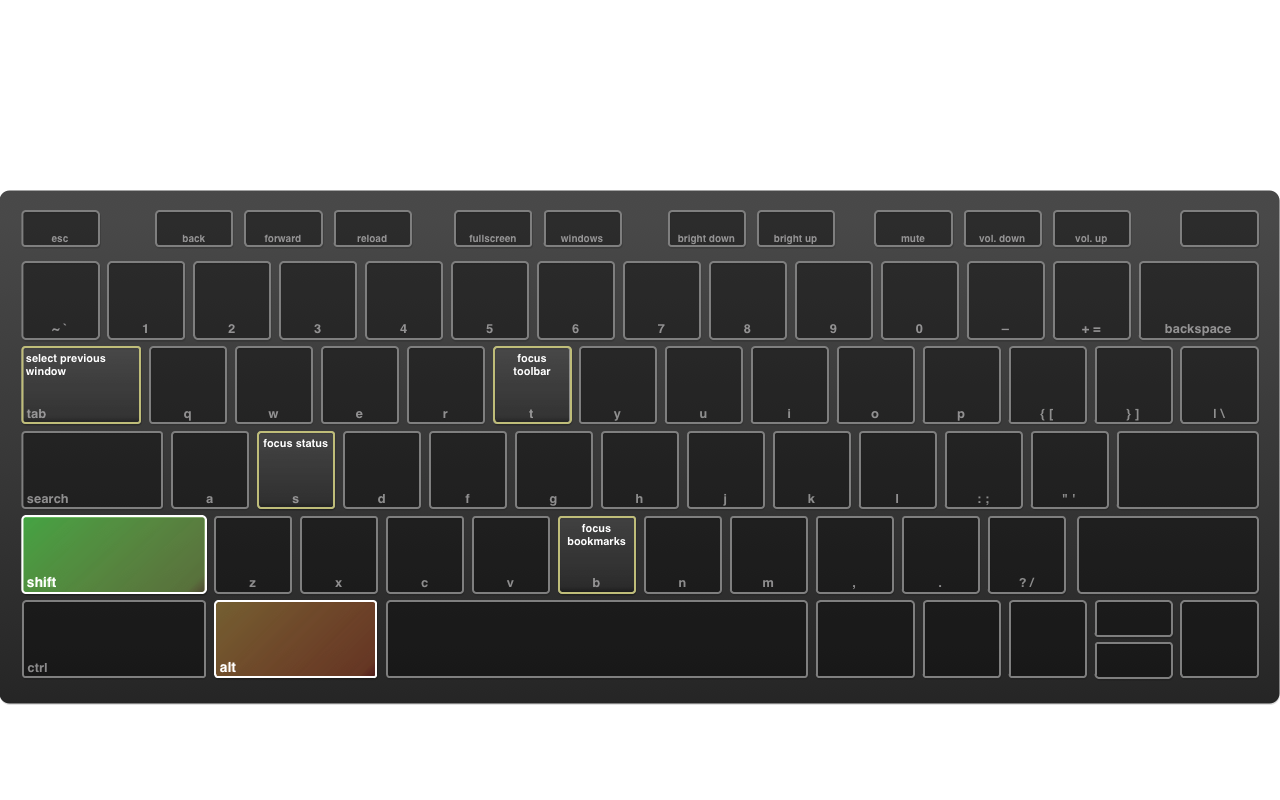 esc
back
forward
reload
fullscreen
windows
bright down
bright up
mute
vol. down
vol. up
~ `
1
2
3
4
5
6
7
8
9
0
–
+ =
backspace
select previous
window
tab
q
w
e
r
focus
toolbar
t
y
u
i
o
p
{ [
} ]
| \
search
a
focus status
s
d
f
g
h
j
k
l
: ;
" '
shift
z
x
c
v
focus
bookmarks
b
n
m
,
.
? /
ctrl
alt